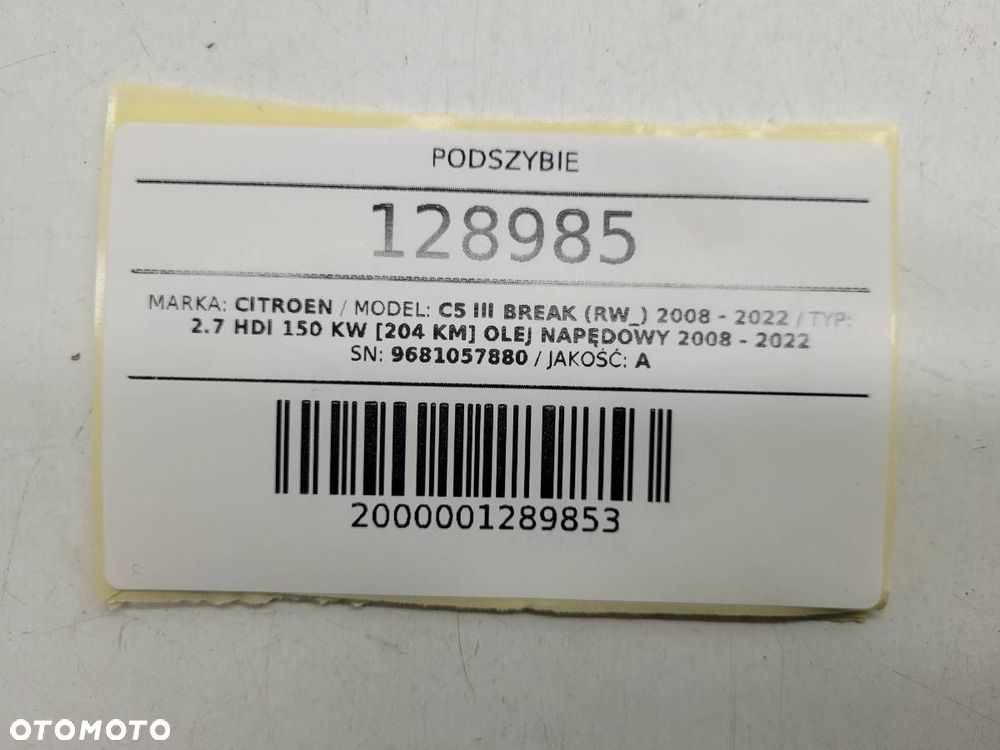 PODSZYBIE
128985
MARKA: CITROEN / MODEL: C5 III BREAK (RW_) 2008 - 2022 / TYP:
2.7 HDI 150 KW [204 KM] OLEJ NAPĘDOWY 2008 - 2022
SN: 9681057880 / JAKOŚĆ: A
2000001289853
OTOMOTO